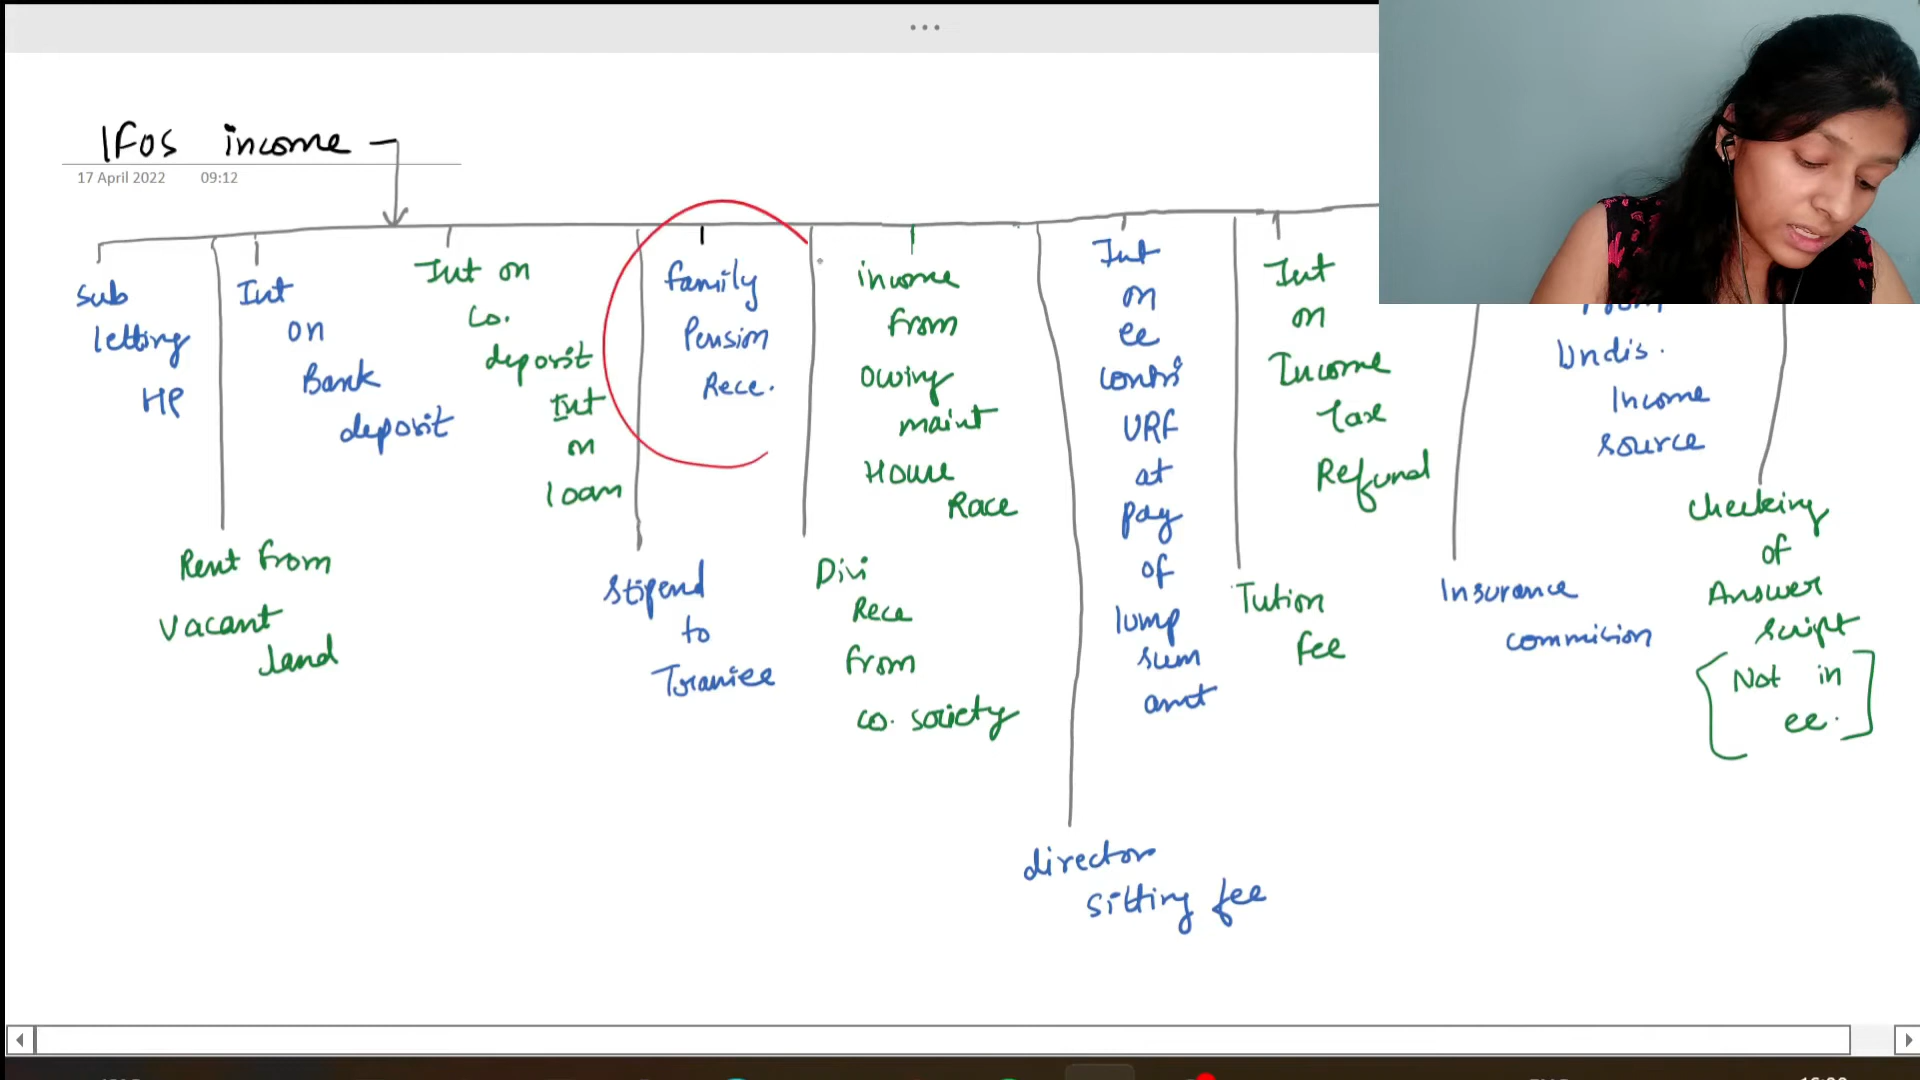 IFOS income
17 April 2022 09:12
Sub
letting
HP
Rent from
vacant
land
Int
on
Bank
deposit
Int on
co.
deposit
Int
on
loan
Stipend
to
Traniee
family
Pension
Rece.
Divi
Rece
from
co. society
income
from
owing
maint
House
Race
director
sitting fee
Int
on
ee
contri
URF
at
pay
of
lump
sum
amt
Tution
fee
Int
on
Income
Tax
Refund
Insurance
commision
Undis.
Income
source
checking
of
Answer
script
[Not in
ee.]